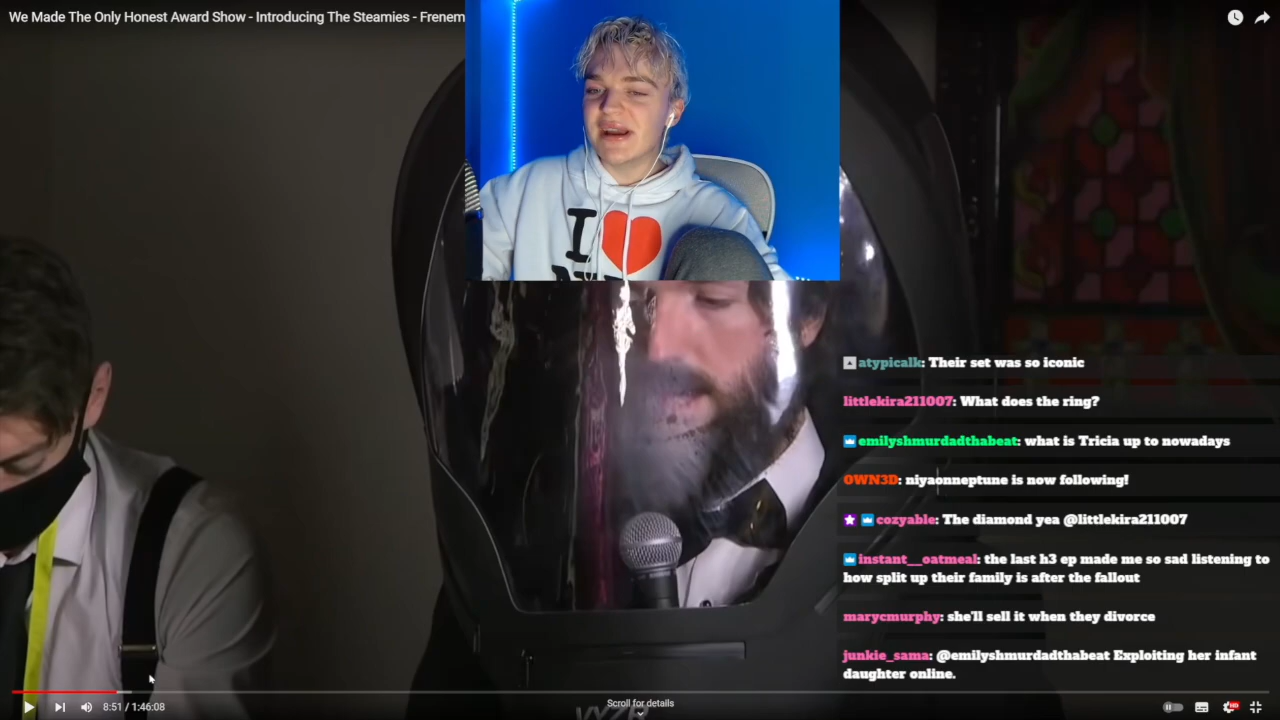 We Made The Only Honest Award Show - Introducing The Steamies - Frenem
I
atypicalk: Their set was so iconic
littlekira211007: What does the ring?
emilyshmurdadthabeat: what is Tricia up to nowadays
OWN3D: niyaonneptune is now following!
cozyable: The diamond yea @littlekira211007
instant__oatmeal: the last h3 ep made me so sad listening to
how split up their family is after the fallout
marycmurphy: she'll sell it when they divorce
junkie_sama: @emilyshmurdadthabeat Exploiting her infant
daughter online.
8:51 / 1:46:08
Scroll for details
HD
VYZR